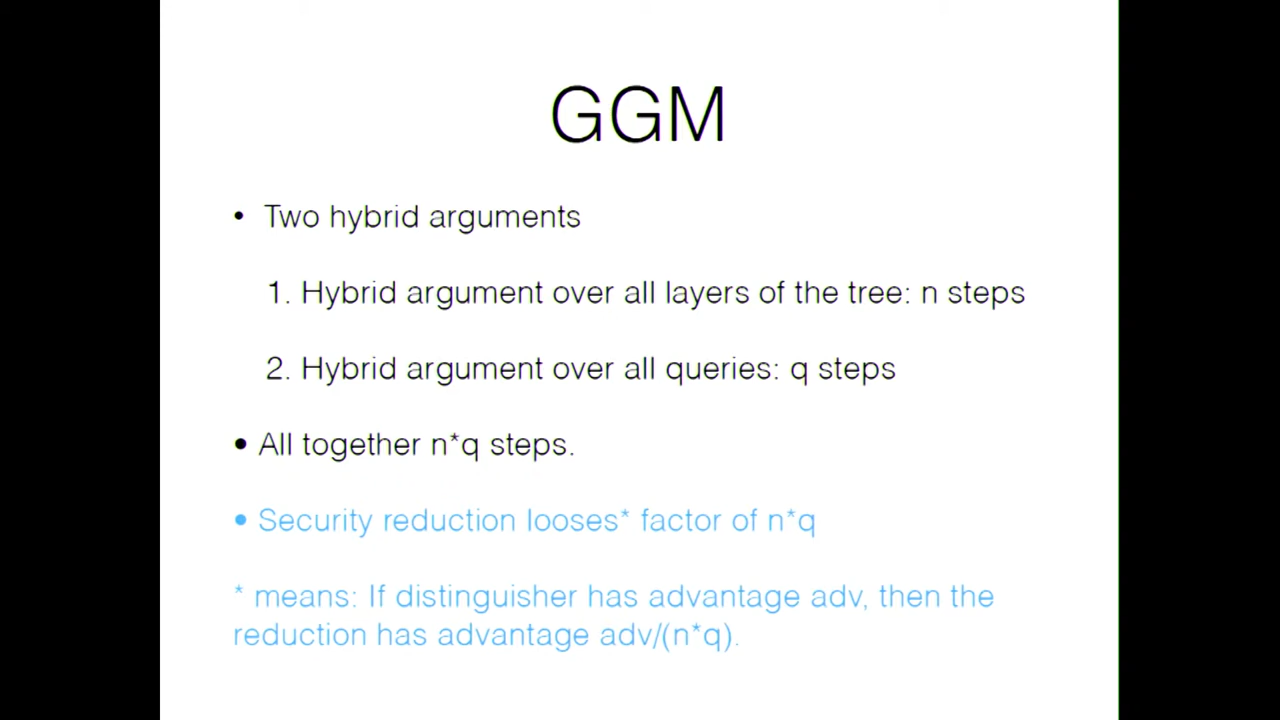 GGM
• Two hybrid arguments
1. Hybrid argument over all layers of the tree: n steps
2. Hybrid argument over all queries: q steps
• All together n*q steps.
• Security reduction looses* factor of n*q
* means: If distinguisher has advantage adv, then the
reduction has advantage adv/(n*q).